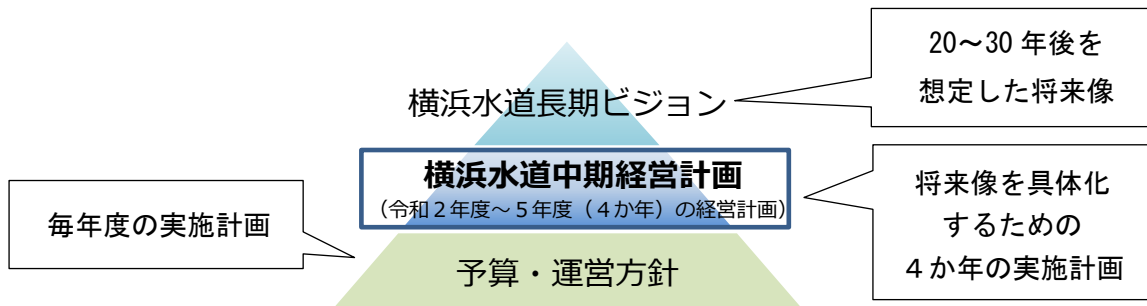 20～30 年後を
想定した将来像
横浜水道長期ビジョン
横浜水道中期経営計画
（令和２年度～５年度（４か年）の経営計画）
将来像を具体化
するための
４か年の実施計画
毎年度の実施計画
予算・運営方針